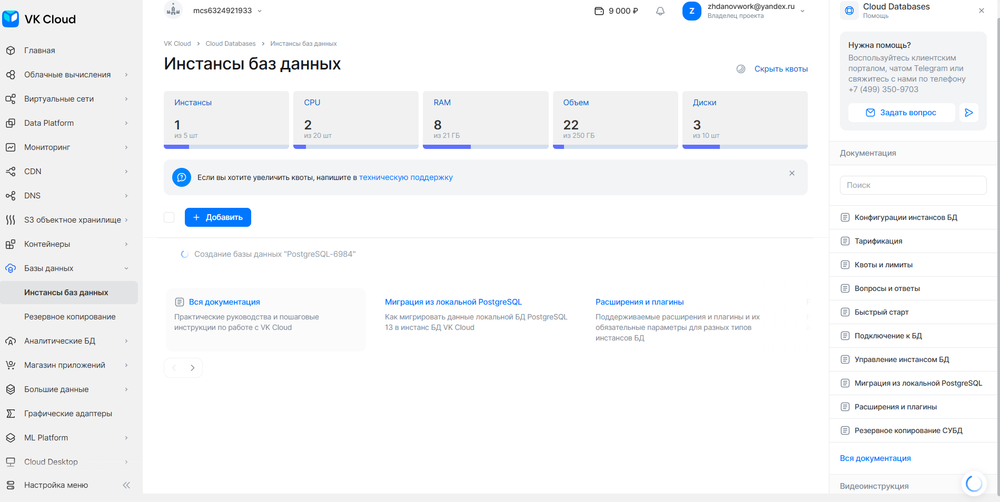 VK Cloud
Главная
Облачные вычисления
Виртуальные сети
Data Platform
Мониторинг
CDN
DNS
S3 объектное хранилище
Контейнеры
Базы данных
Инстансы баз данных
Резервное копирование
Аналитические БД
Магазин приложений
Большие данные
Графические адаптеры
ML Platform
Cloud Desktop
Настройка меню
mcs6324921933
9 000 ₽
Z
zhdanovwork@yandex.ru
Владелец проекта
VK Cloud > Cloud Databases > Инстансы баз данных
Инстансы баз данных
Скрыть квоты
Инстансы
1
из 5 шт
CPU
2
из 20 шт
RAM
8
из 21 ГБ
Объем
22
из 250 ГБ
Диски
3
из 10 шт
Если вы хотите увеличить квоты, напишите в техническую поддержку
+ Добавить
Создание базы данных "PostgreSQL-6984"
Вся документация
Практические руководства и пошаговые
инструкции по работе с VK Cloud
Миграция из локальной PostgreSQL
Как мигрировать данные локальной БД PostgreSQL
13 в инстанс БД VK Cloud
Расширения и плагины
Поддерживаемые расширения и плагины и их
обязательные параметры для разных типов
инстансов БД
Cloud Databases
Помощь
Нужна помощь?
Воспользуйтесь клиентским
порталом, чатом Telegram или
свяжитесь с нами по телефону
+7 (499) 350-9703
Задать вопрос
Документация
Поиск
Конфигурации инстансов БД
Тарификация
Квоты и лимиты
Вопросы и ответы
Быстрый старт
Подключение к БД
Управление инстансом БД
Миграция из локальной PostgreSQL
Расширения и плагины
Резервное копирование СУБД
Вся документация
Видеоинструкция